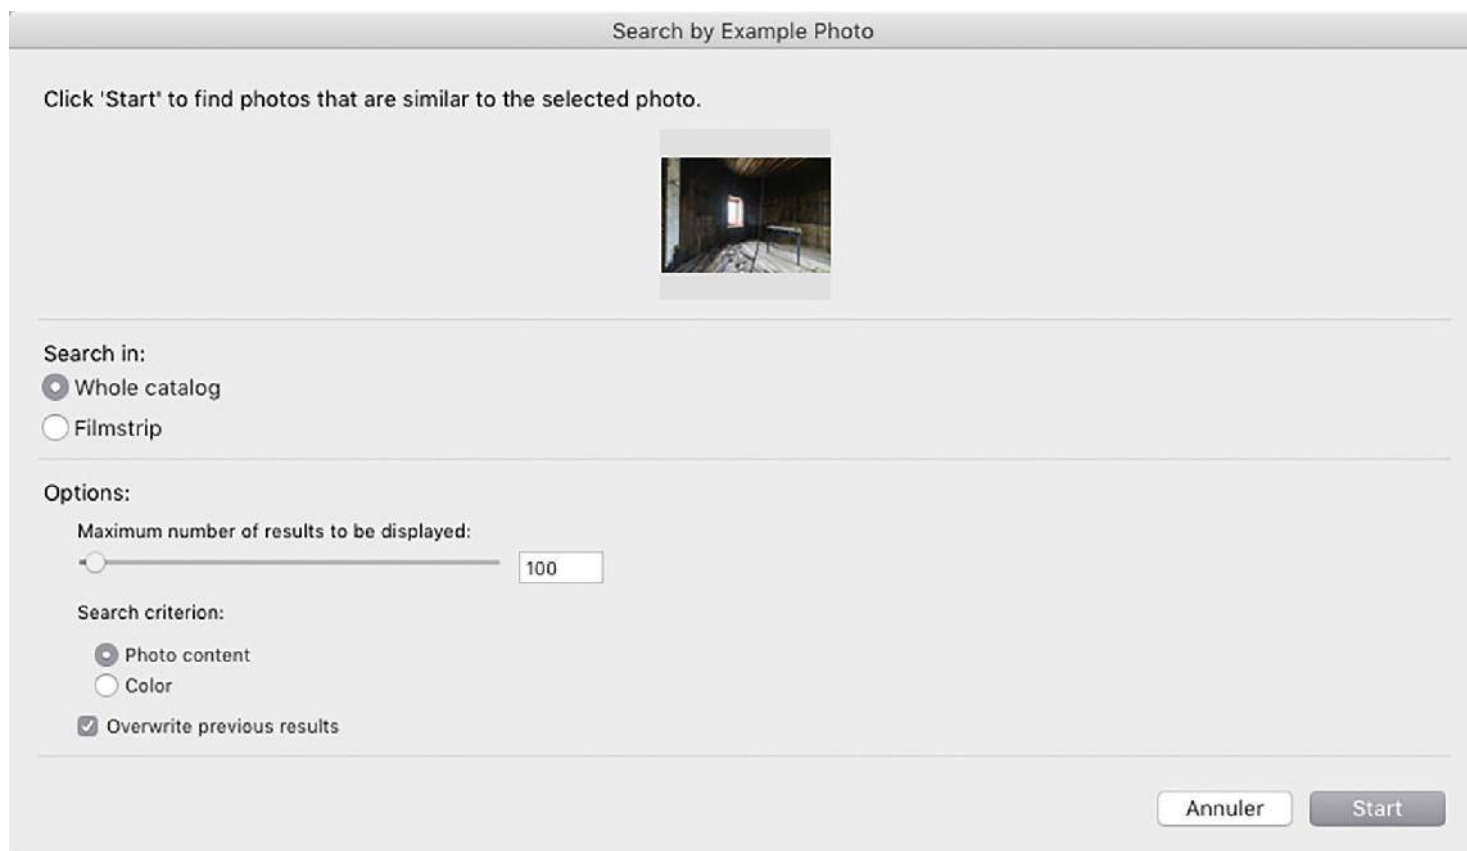 Search by Example Photo
Click 'Start' to find photos that are similar to the selected photo.
Search in:
Whole catalog
Filmstrip
Options:
Maximum number of results to be displayed:
100
Search criterion:
Photo content
Color
Overwrite previous results
Annuler
Start